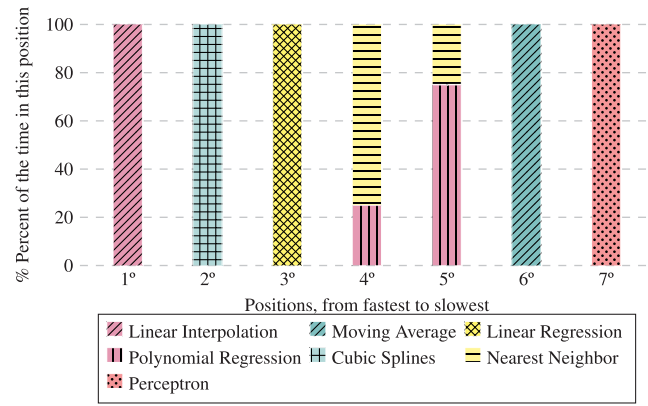 % Percent of the time in this position
100
80
60
40
20
0
1º 2º 3º 4º 5º 6º 7º
Positions, from fastest to slowest
Linear Interpolation Moving Average Linear Regression
Polynomial Regression Cubic Splines Nearest Neighbor
Perceptron